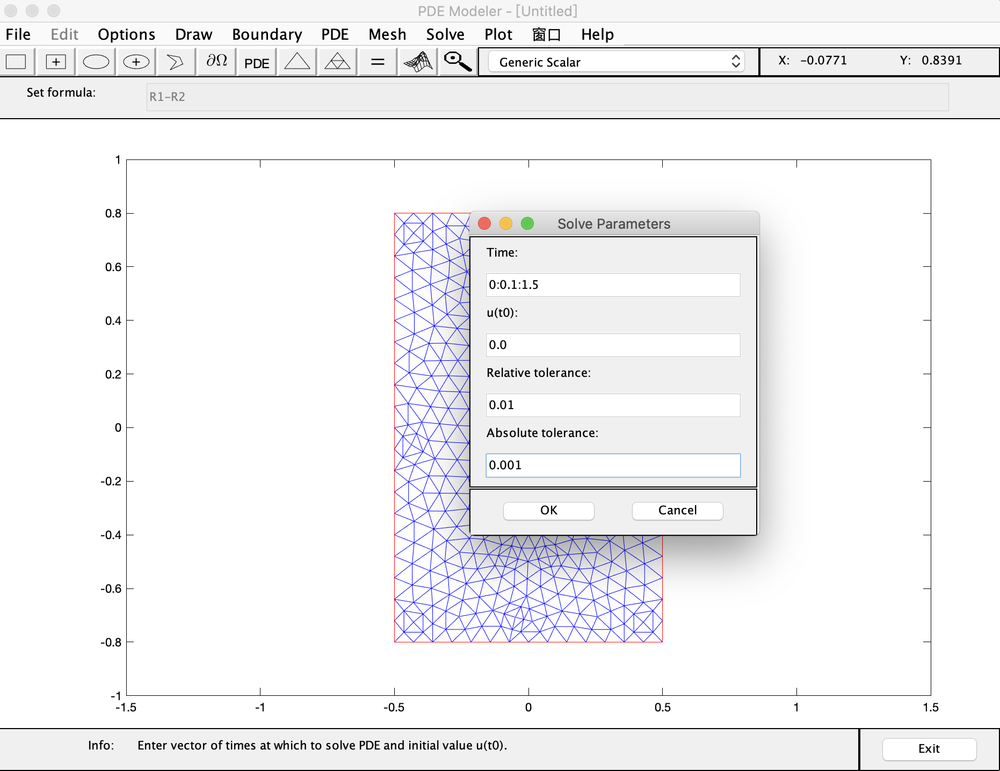 PDE Modeler - [Untitled]
File Edit Options Draw Boundary PDE Mesh Solve Plot 窗口 Help
∂Ω PDE = Generic Scalar X: -0.0771 Y: 0.8391
Set formula: R1-R2
1
0.8
0.6
0.4
0.2
0
-0.2
-0.4
-0.6
-0.8
-1
-1.5 -1 -0.5 0 0.5 1 1.5
Solve Parameters
Time:
0:0.1:1.5
u(t0):
0.0
Relative tolerance:
0.01
Absolute tolerance:
0.001
OK Cancel
Info: Enter vector of times at which to solve PDE and initial value u(t0).
Exit